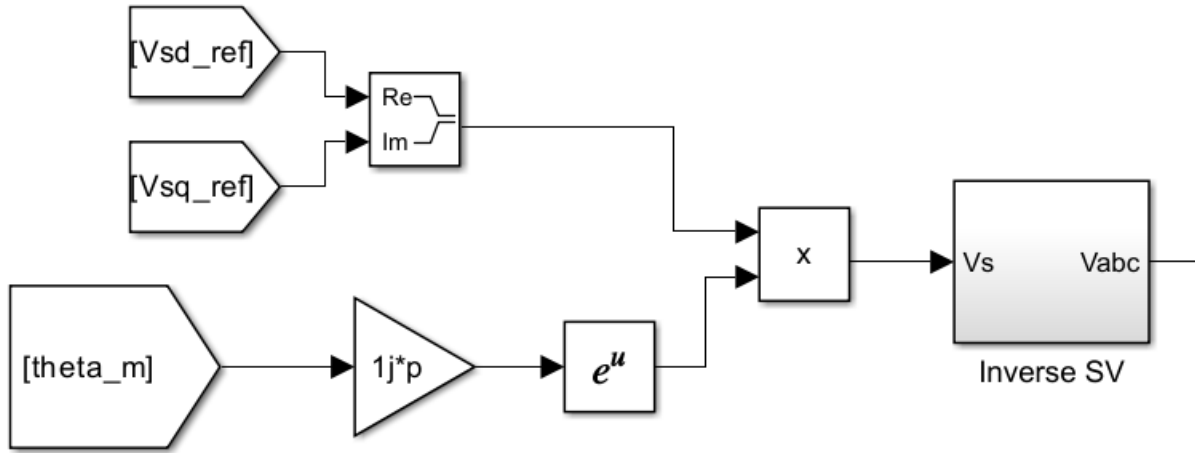 [Vsd_ref]
Re
Im
[Vsq_ref]
x
Vs
Vabc
[theta_m]
1j*p
e^u
Inverse SV